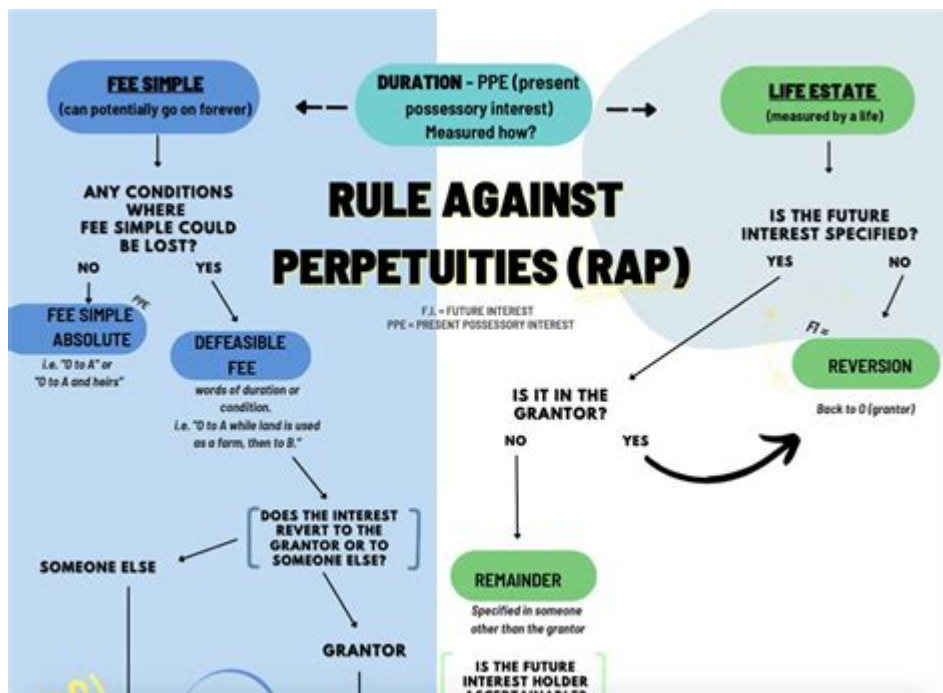 FEE SIMPLE
(can potentially go on forever)
DURATION - PPE (present
possessory interest)
Measured how?
LIFE ESTATE
(measured by a life)
RULE AGAINST
PERPETUITIES (RAP)
F.I. = FUTURE INTEREST
PPE = PRESENT POSSESSORY INTEREST
ANY CONDITIONS
WHERE
FEE SIMPLE COULD
BE LOST?
NO
YES
PPE
FEE SIMPLE
ABSOLUTE
i.e. "O to A" or
"O to A and heirs"
DEFEASIBLE
FEE
words of duration or
condition.
i.e. "O to A while land is used
as a farm, then to B."
DOES THE INTEREST
REVERT TO THE
GRANTOR OR TO
SOMEONE ELSE?
SOMEONE ELSE
GRANTOR
IS THE FUTURE
INTEREST SPECIFIED?
YES
NO
FI =
REVERSION
Back to O (grantor)
IS IT IN THE
GRANTOR?
NO
YES
REMAINDER
Specified in someone
other than the grantor
IS THE FUTURE
INTEREST HOLDER
ASCERTAINABLE?